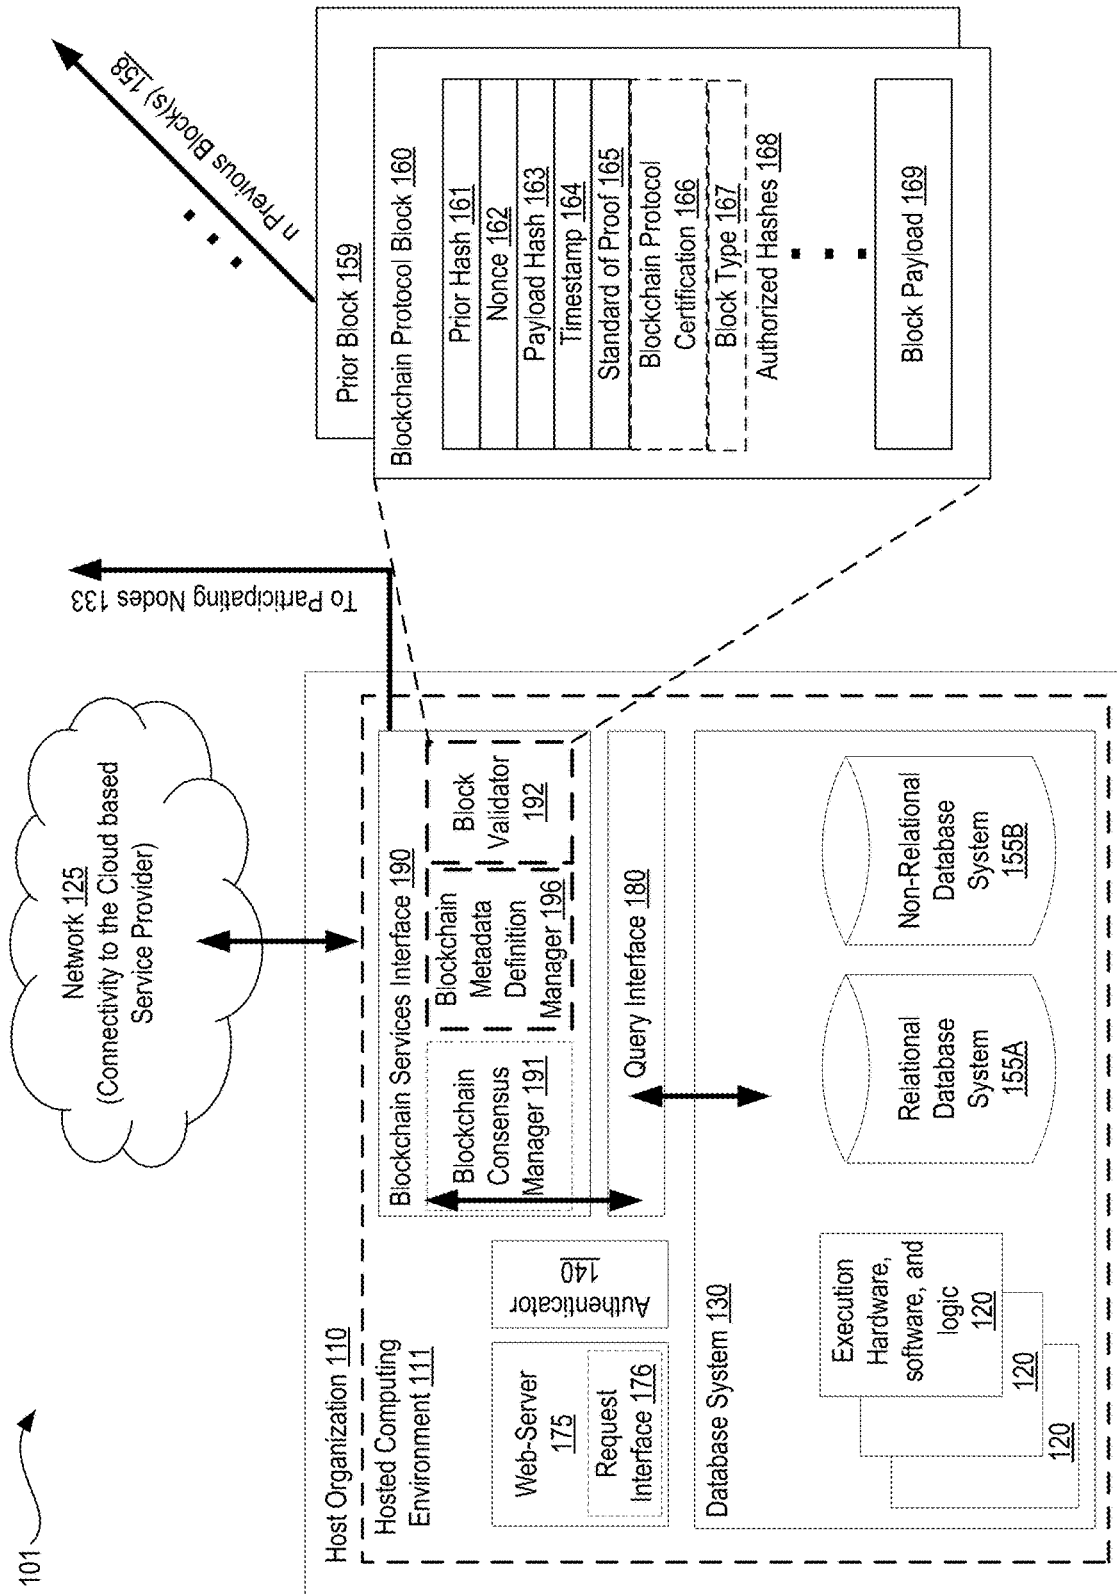 101
Network 125
(Connectivity to the Cloud based
Service Provider)
To Participating Nodes 133
n Previous Block(s) 158
Prior Block 159
Blockchain Protocol Block 160
Prior Hash 161
Nonce 162
Payload Hash 163
Timestamp 164
Standard of Proof 165
Blockchain Protocol
Certification 166
Block Type 167
Authorized Hashes 168
Block Payload 169
Host Organization 110
Hosted Computing
Environment 111
Web-Server
175
Request
Interface 176
Authenticator
140
Blockchain Services Interface 190
Blockchain
Consensus
Manager 191
Blockchain
Metadata
Definition
Manager 196
Block
Validator
192
Query Interface 180
Database System 130
Execution
Hardware,
software, and
logic
120
120
120
Relational
Database
System
155A
Non-Relational
Database
System
155B